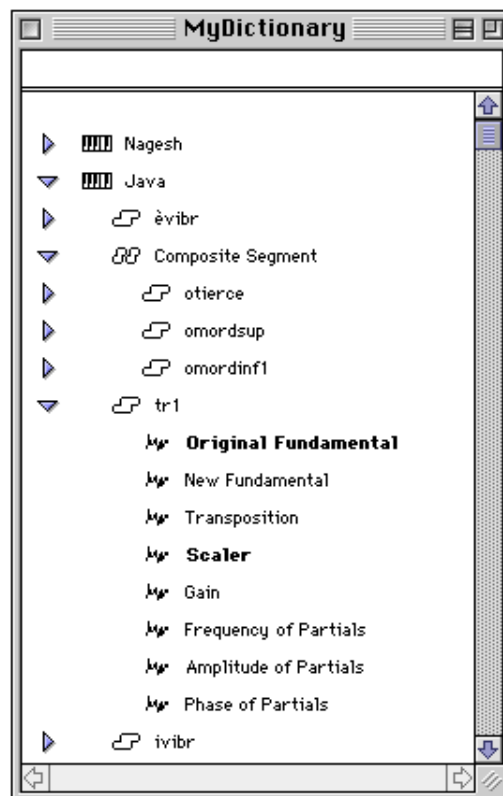 MyDictionary
Nagesh
Java
èvibr
Composite Segment
otierce
omordsup
omordinf1
tr1
Original Fundamental
New Fundamental
Transposition
Scaler
Gain
Frequency of Partials
Amplitude of Partials
Phase of Partials
ivibr